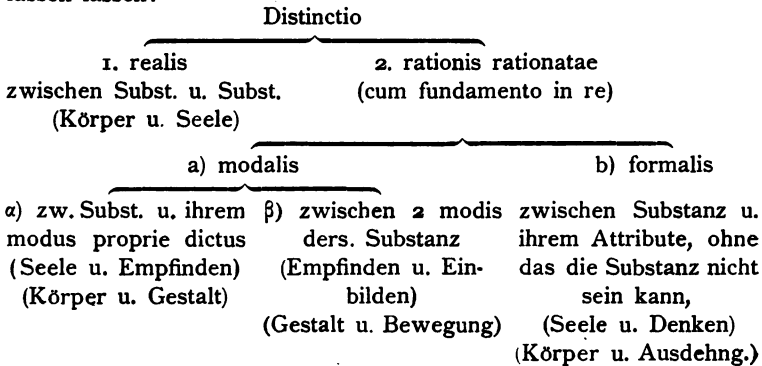 Distinctio
1. realis
zwischen Subst. u. Subst.
(Körper u. Seele)
2. rationis rationatae
(cum fundamento in re)
a) modalis
b) formalis
α) zw. Subst. u. ihrem
modus proprie dictus
(Seele u. Empfinden)
(Körper u. Gestalt)
β) zwischen 2 modis
ders. Substanz
(Empfinden u. Ein-
bilden)
(Gestalt u. Bewegung)
zwischen Substanz u.
ihrem Attribute, ohne
das die Substanz nicht
sein kann,
(Seele u. Denken)
(Körper u. Ausdehng.)